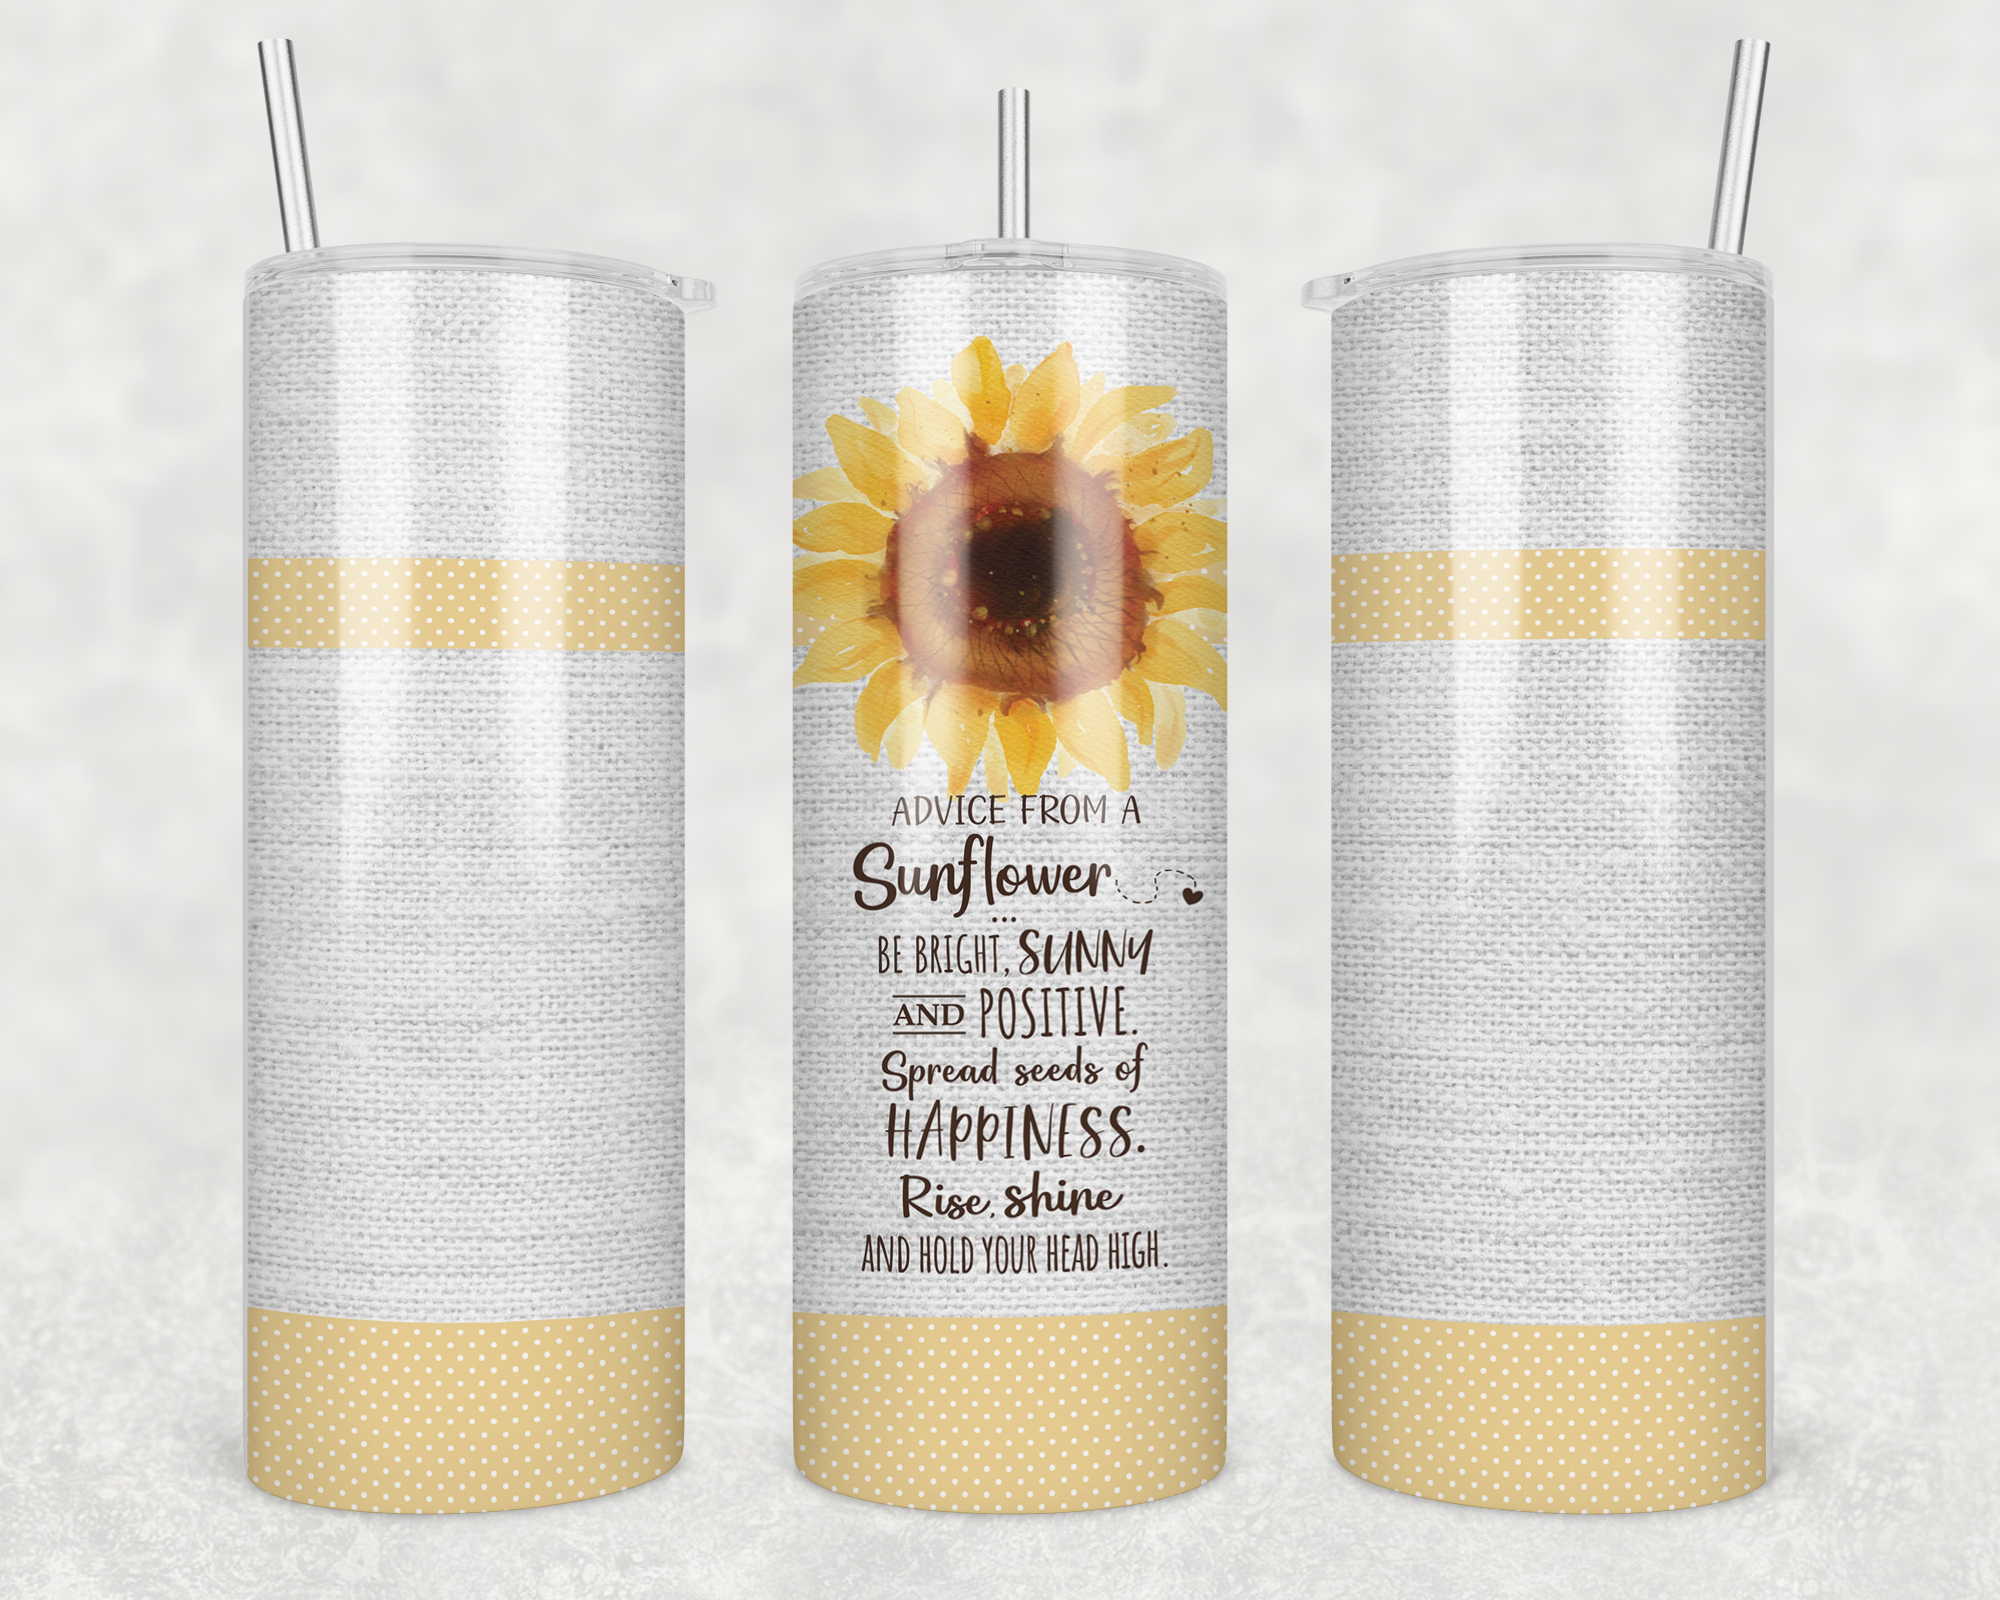 ADVICE FROM A
Sunflower
...
BE BRIGHT, SUNNY
AND POSITIVE.
Spread seeds of
HAPPINESS.
Rise, shine
AND HOLD YOUR HEAD HIGH.